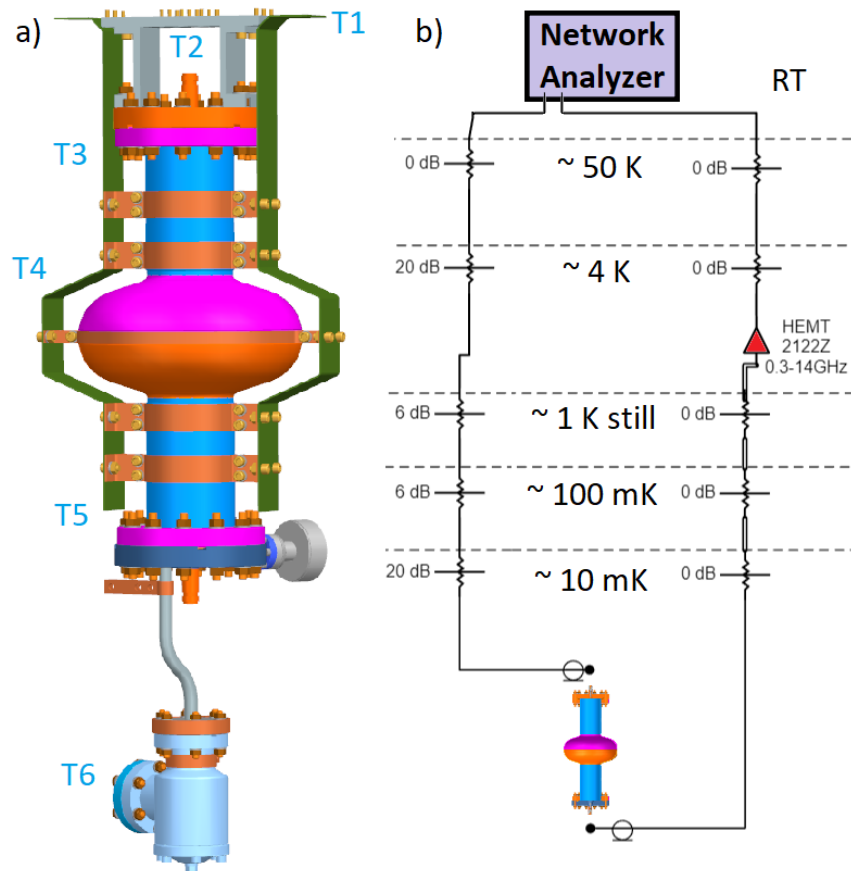 a)
T1
T2
T3
T4
T5
T6
b)
Network
Analyzer
RT
0 dB
~ 50 K
0 dB
20 dB
~ 4 K
0 dB
HEMT
2122Z
0.3-14GHz
6 dB
~ 1 K still
0 dB
6 dB
~ 100 mK
0 dB
20 dB
~ 10 mK
0 dB